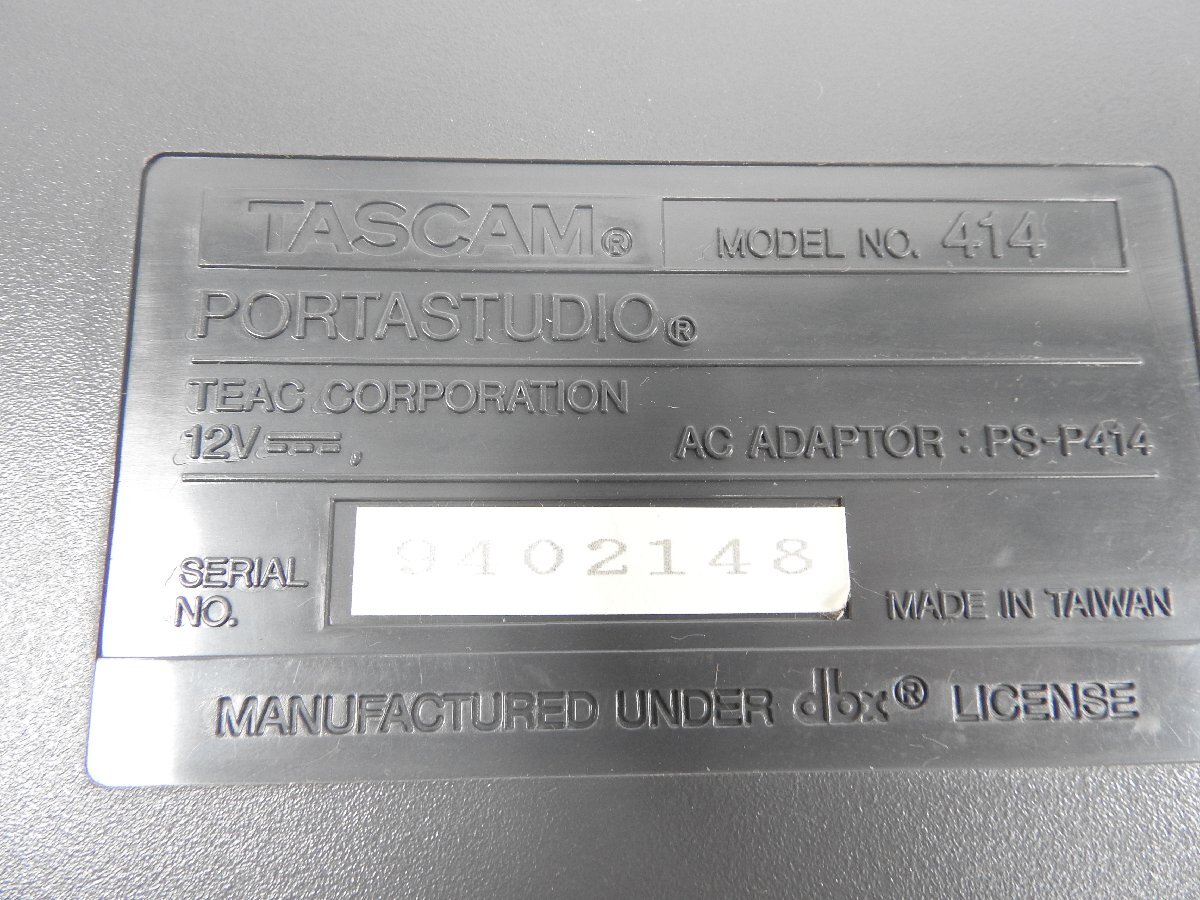 TASCAM® MODEL NO. 414
PORTASTUDIO®
TEAC CORPORATION
12V⎓, AC ADAPTOR : PS-P414
SERIAL NO. 9402148
MADE IN TAIWAN
MANUFACTURED UNDER dbx® LICENSE